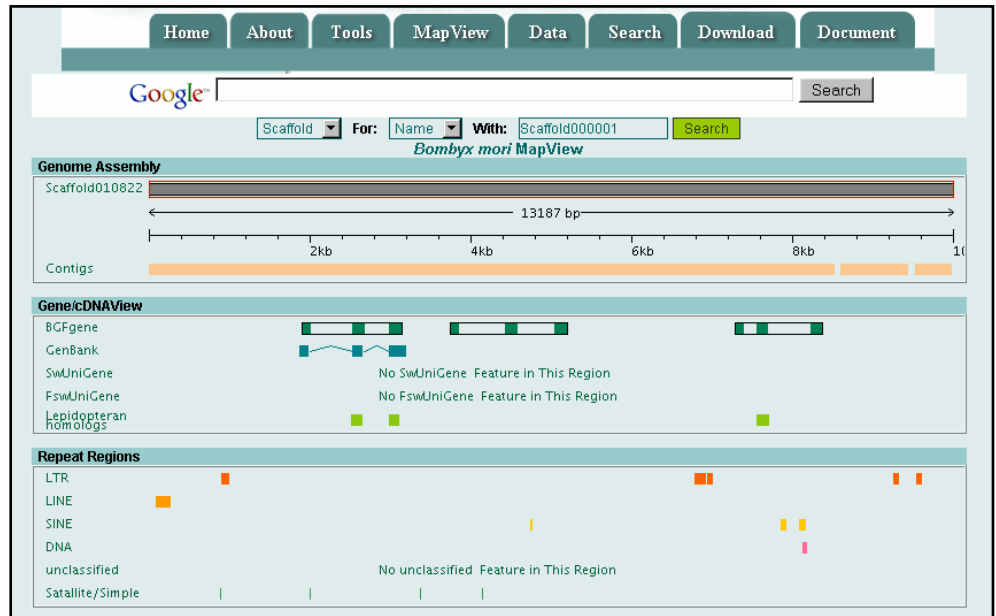 Home About Tools MapView Data Search Download Document
Google™ Search
Scaffold For: Name With: Scaffold000001 Search
Bombyx mori MapView
Genome Assembly
Scaffold010822
13187 bp
2kb 4kb 6kb 8kb 10
Contigs
Gene/cDNAView
BGFgene
GenBank
SwUniGene No SwUniGene Feature in This Region
FswUniGene No FswUniGene Feature in This Region
Lepidopteran
homologs
Repeat Regions
LTR
LINE
SINE
DNA
unclassified No unclassified Feature in This Region
Satallite/Simple